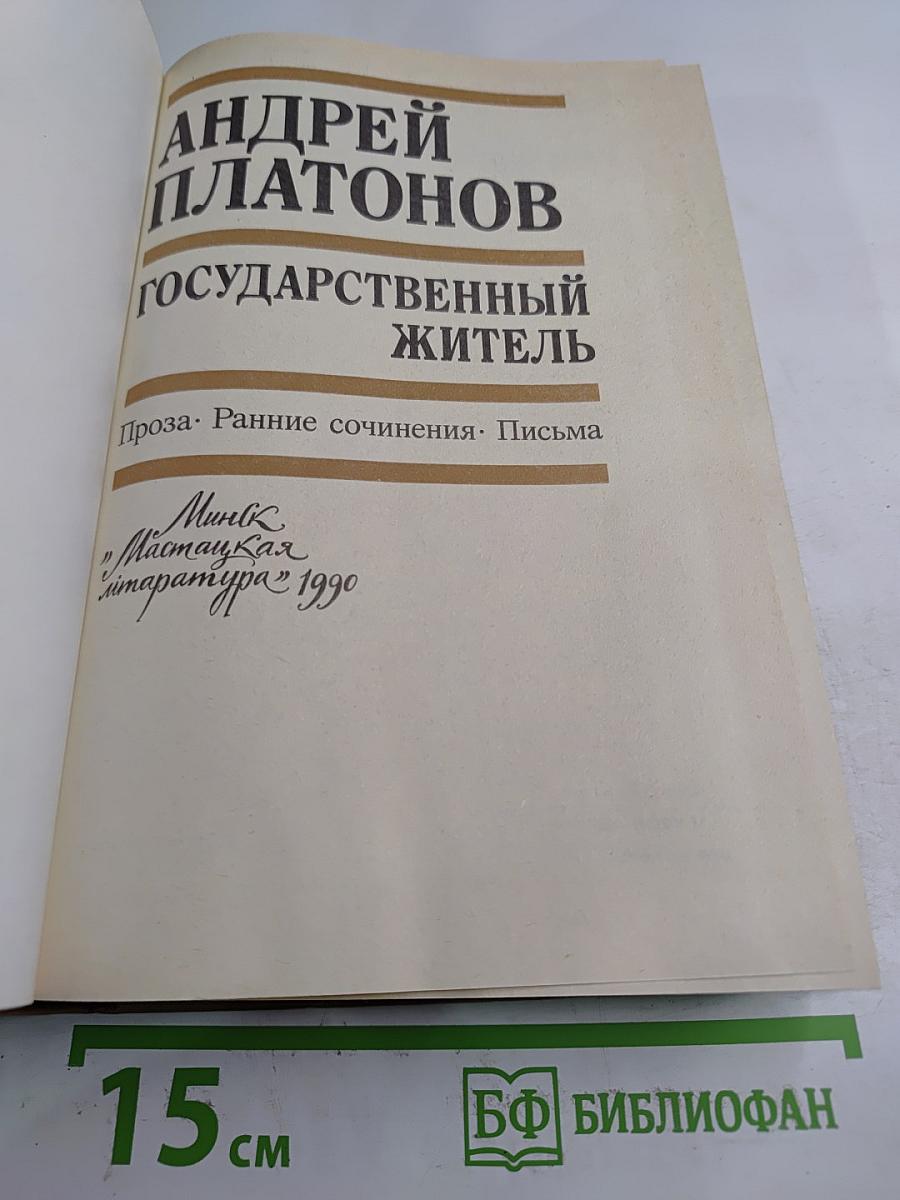 АНДРЕЙ
ПЛАТОНОВ
ГОСУДАРСТВЕННЫЙ
ЖИТЕЛЬ
Проза· Ранние сочинения· Письма
Минск
„Мастацкая
літаратура” 1990
15 см
БФ БИБЛИОФАН